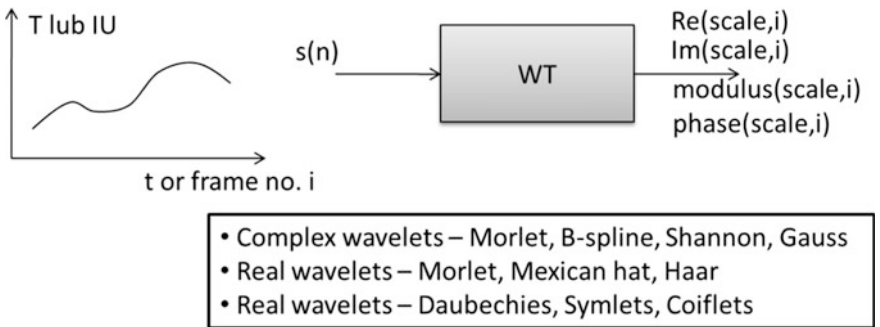 T lub IU
t or frame no. i
s(n)
WT
Re(scale,i)
Im(scale,i)
modulus(scale,i)
phase(scale,i)
• Complex wavelets – Morlet, B-spline, Shannon, Gauss
• Real wavelets – Morlet, Mexican hat, Haar
• Real wavelets – Daubechies, Symlets, Coiflets